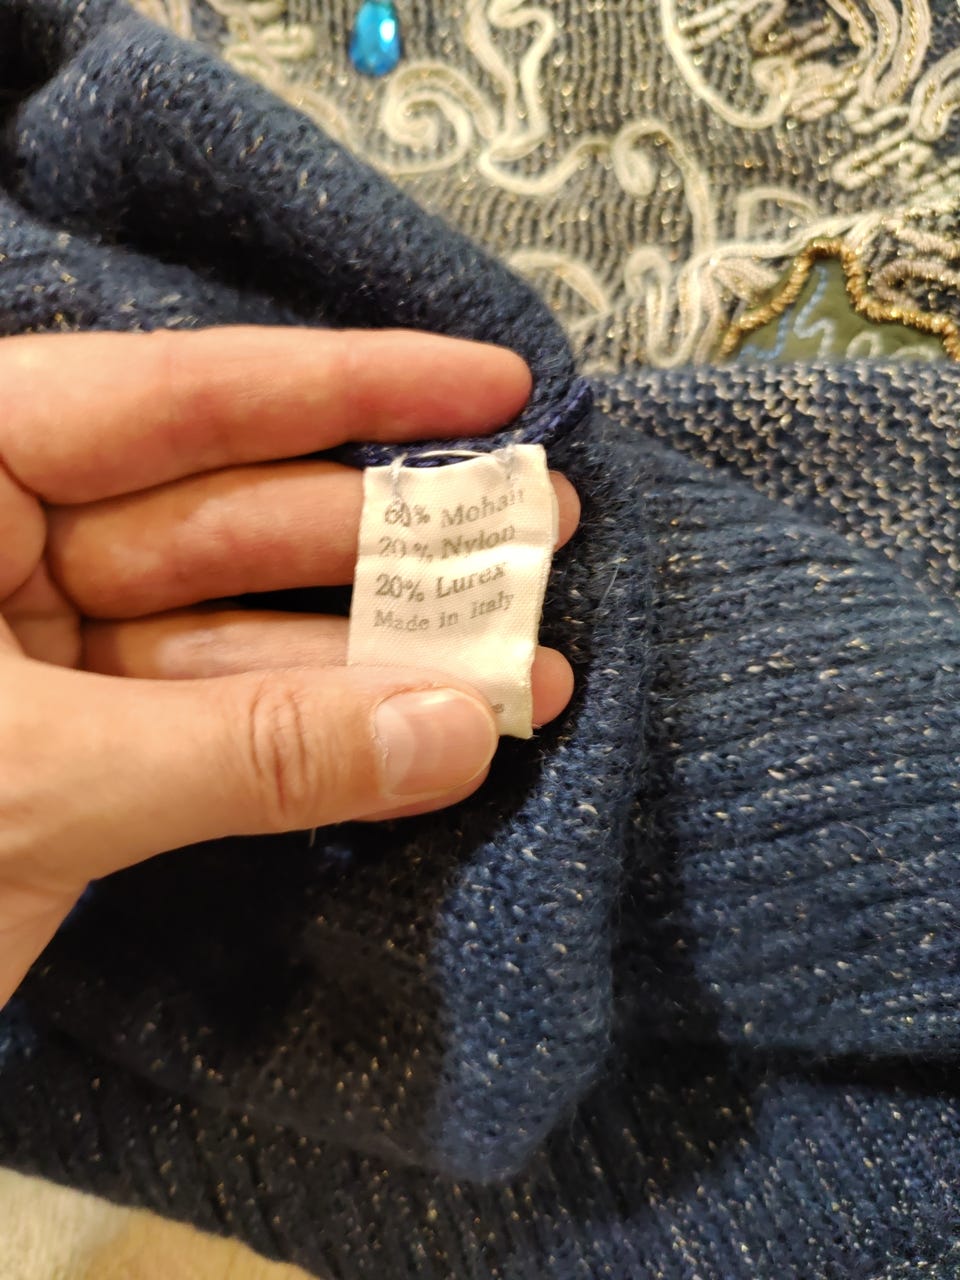 60% Mohair
20% Nylon
20% Lurex
Made in italy